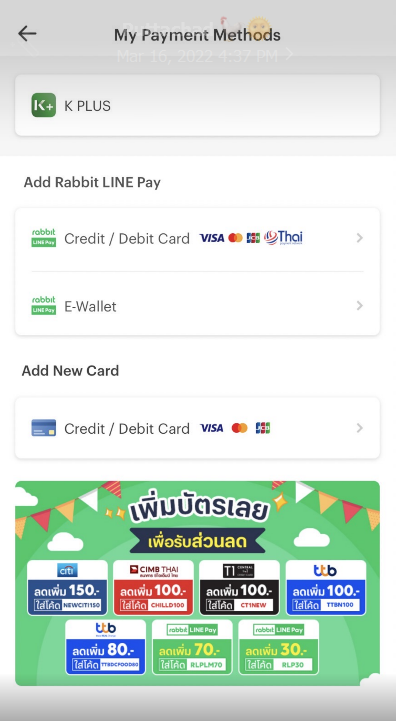 My Payment Methods
Mar 16, 2022 4:37 PM
K+ K PLUS
Add Rabbit LINE Pay
rabbit LINE Pay Credit / Debit Card VISA JCB Thai
rabbit LINE Pay E-Wallet
Add New Card
Credit / Debit Card VISA JCB
เพิ่มบัตรเลย
เพื่อรับส่วนลด
citi
ลดเพิ่ม 150.-
ใส่โค้ด NEWCITI150
CIMB THAI
ลดเพิ่ม 100.-
ใส่โค้ด CHILLD100
T1 CENTRAL
ลดเพิ่ม 100.-
ใส่โค้ด CT1NEW
ttb
ลดเพิ่ม 100.-
ใส่โค้ด TTBN100
ttb
ลดเพิ่ม 80.-
ใส่โค้ด TTBDCFOOD80
rabbit LINE Pay
ลดเพิ่ม 70.-
ใส่โค้ด RLPLM70
rabbit LINE Pay
ลดเพิ่ม 30.-
ใส่โค้ด RLP30